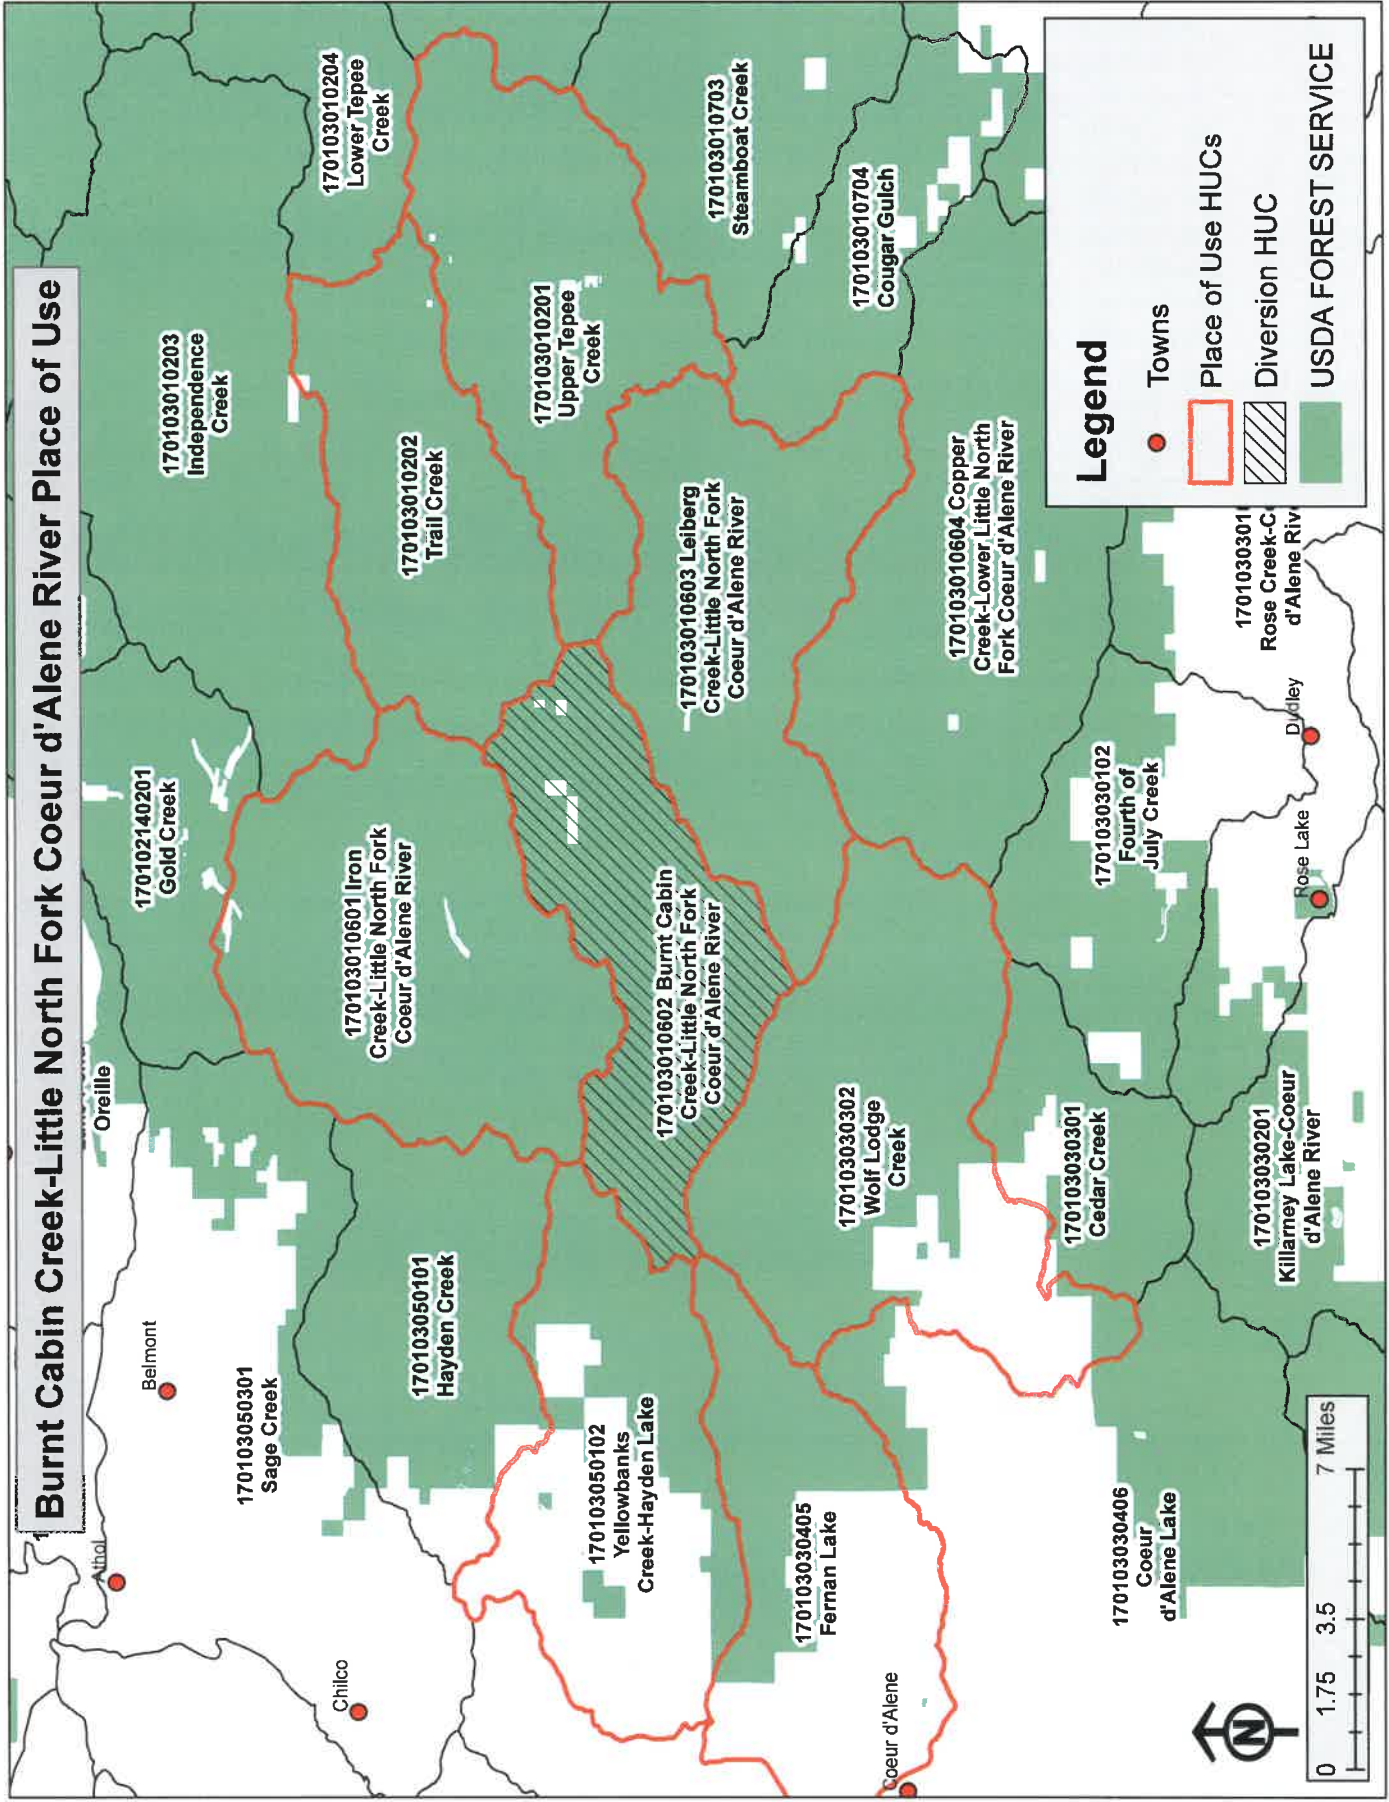 Burnt Cabin Creek-Little North Fork Coeur d'Alene River Place of Use
Athol
Belmont
Chilco
Oreille
170103050301
Sage Creek
170102140201
Gold Creek
170103010203
Independence
Creek
170103010204
Lower Tepee
Creek
170103050101
Hayden Creek
170103010601 Iron
Creek-Little North Fork
Coeur d'Alene River
170103010202
Trail Creek
170103010201
Upper Tepee
Creek
170103050102
Yellowbanks
Creek-Hayden Lake
170103010602 Burnt Cabin
Creek-Little North Fork
Coeur d'Alene River
170103010603 Leiberg
Creek-Little North Fork
Coeur d'Alene River
170103010703
Steamboat Creek
170103010704
Cougar Gulch
170103030405
Fernan Lake
170103030302
Wolf Lodge
Creek
170103010604 Copper
Creek-Lower Little North
Fork Coeur d'Alene River
Coeur d'Alene
170103030406
Coeur
d'Alene Lake
170103030301
Cedar Creek
170103030102
Fourth of
July Creek
170103030201
Killarney Lake-Coeur
d'Alene River
Rose Lake
Dudley
Rose Creek-C
d'Alene Riv
Legend
Towns
Place of Use HUCs
Diversion HUC
USDA FOREST SERVICE
N
0 1.75 3.5 7 Miles